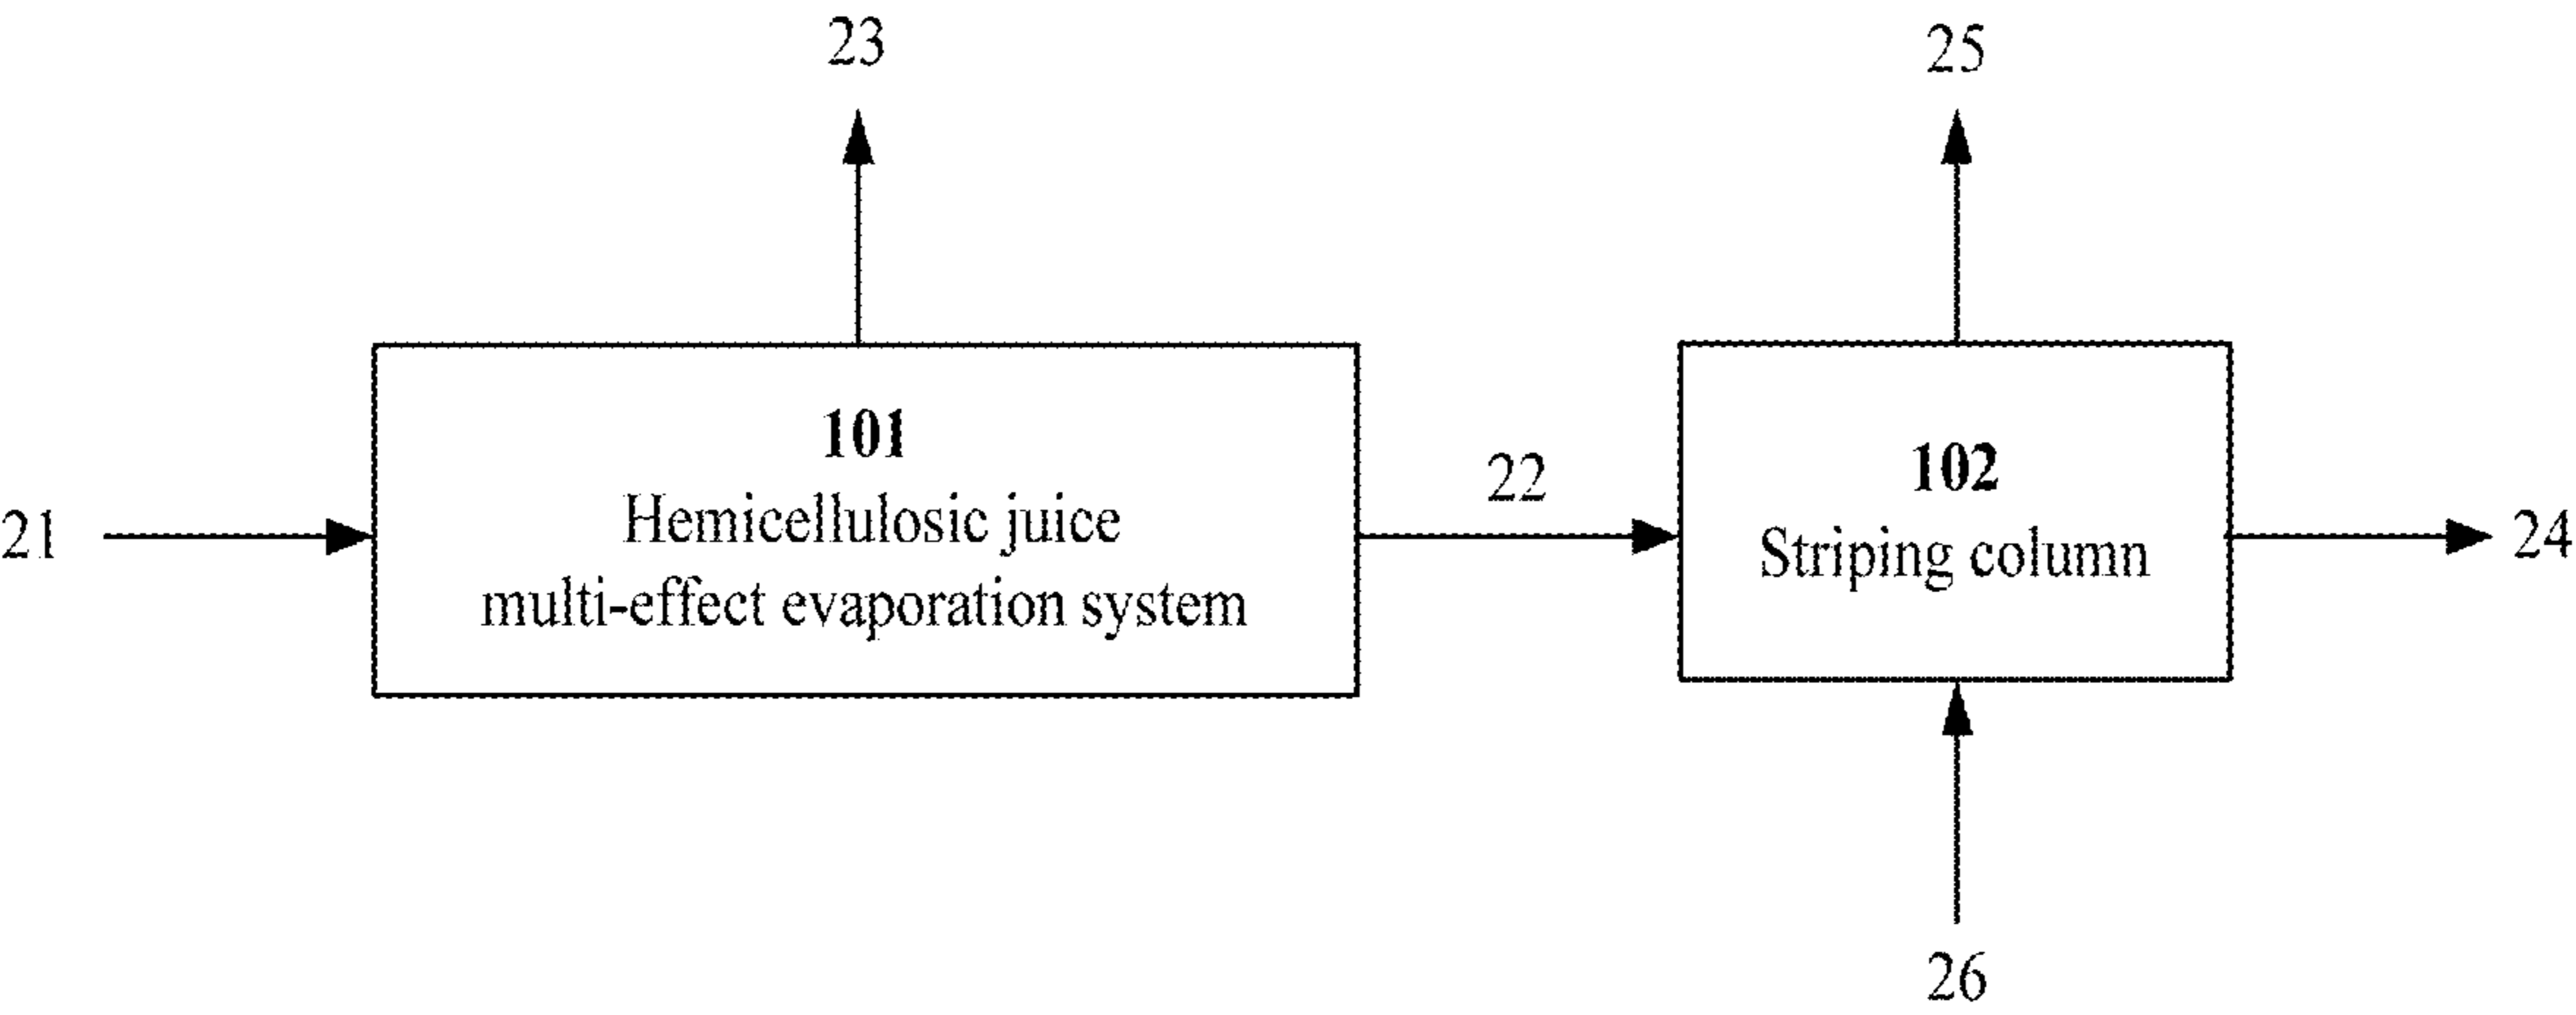 23
25
101
Hemicellulosic juice
multi-effect evaporation system
21
22
102
Striping column
24
26